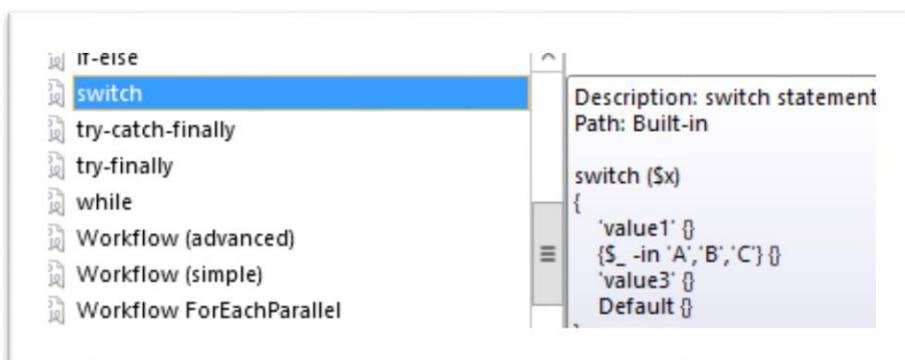 if-else
switch
try-catch-finally
try-finally
while
Workflow (advanced)
Workflow (simple)
Workflow ForEachParallel
Description: switch statement
Path: Built-in
switch ($x)
{
'value1' {}
{$_ -in 'A','B','C'} {}
'value3' {}
Default {}
}